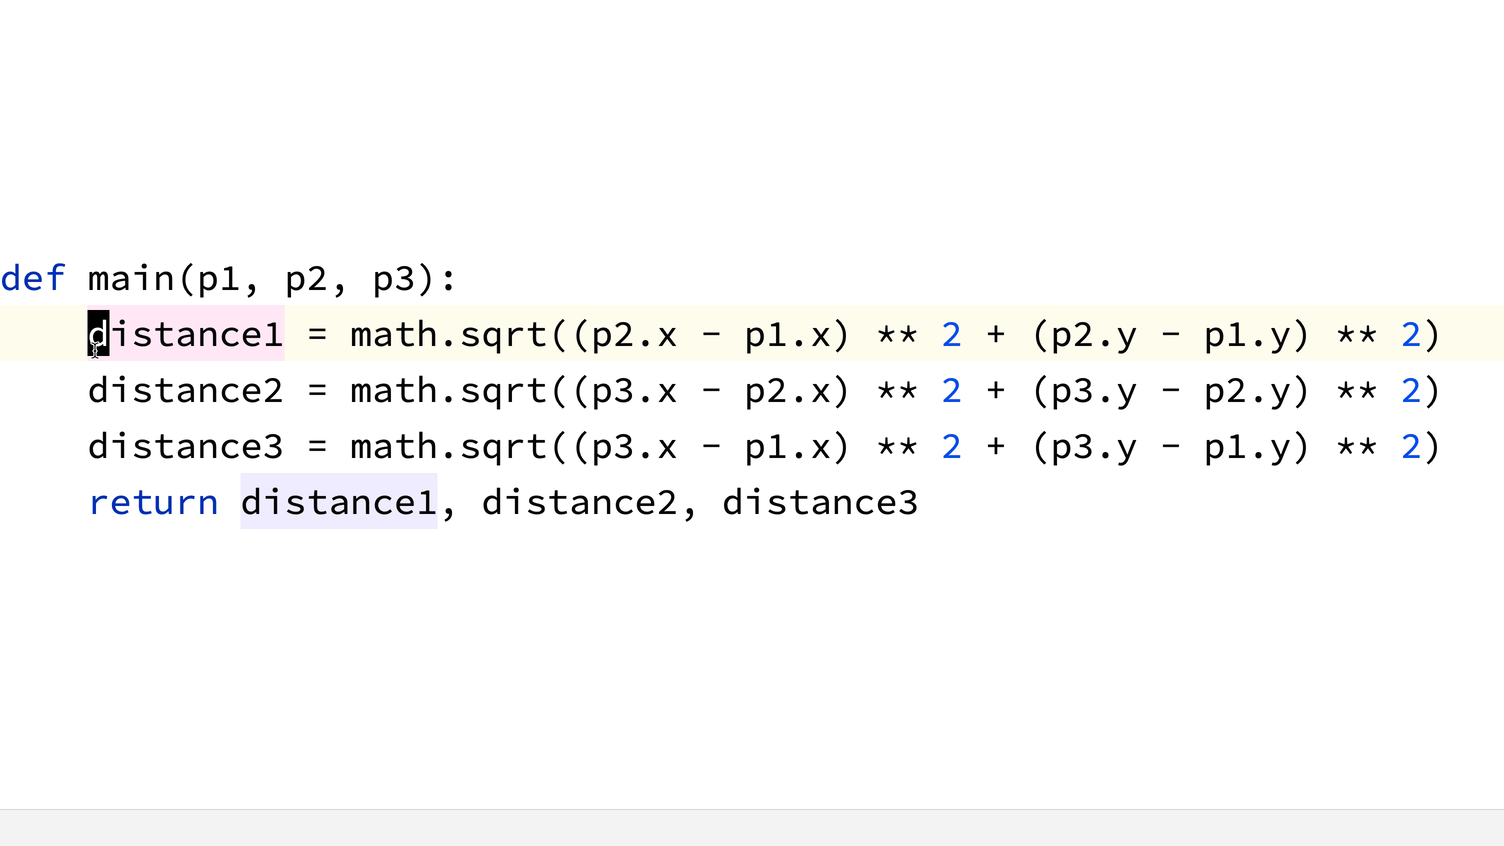 def main(p1, p2, p3):
    distance1 = math.sqrt((p2.x - p1.x) ** 2 + (p2.y - p1.y) ** 2)
    distance2 = math.sqrt((p3.x - p2.x) ** 2 + (p3.y - p2.y) ** 2)
    distance3 = math.sqrt((p3.x - p1.x) ** 2 + (p3.y - p1.y) ** 2)
    return distance1, distance2, distance3